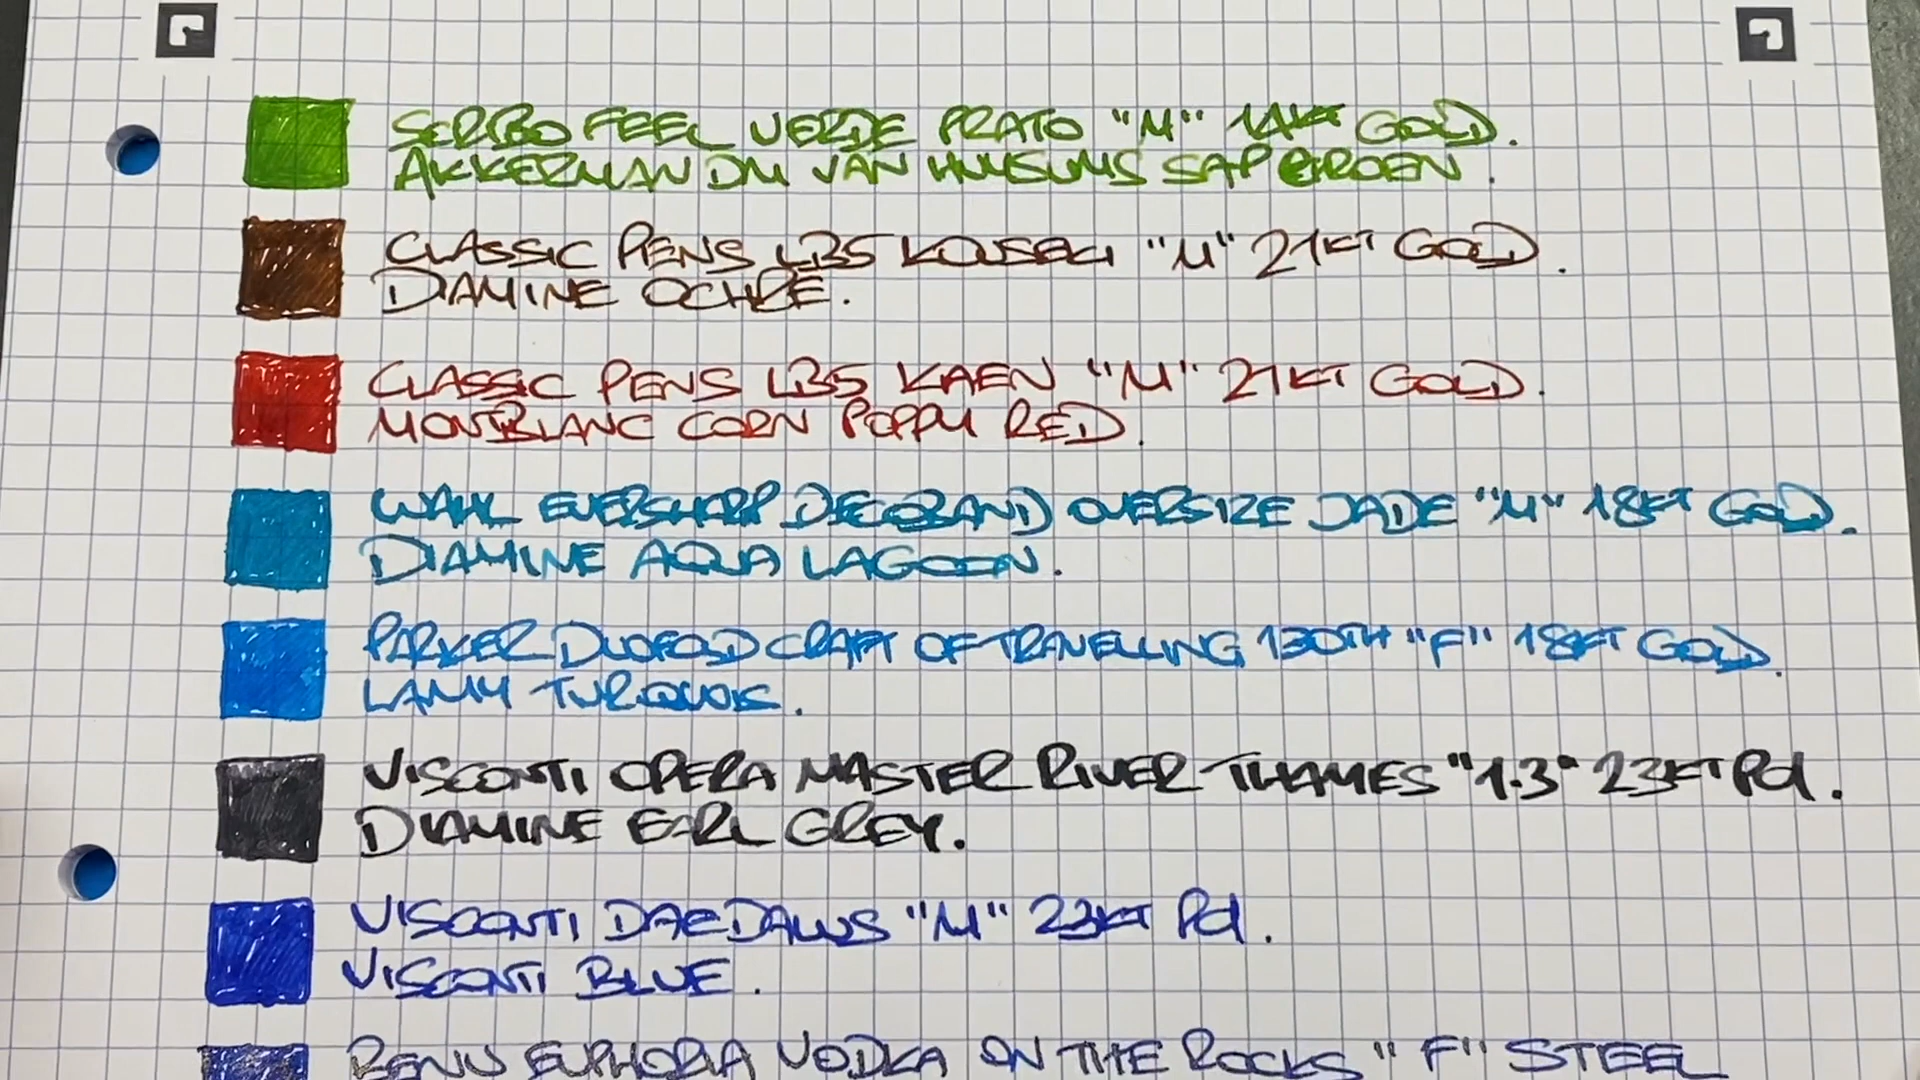 SCRIBO FEEL VERDE PRATO "M" 14KT GOLD.
AKKERMAN DM VAN HUYSUMS SAP GROEN.
CLASSIC PENS LB5 KOUSEKI "M" 21KT GOLD.
DIAMINE OCHRE.
CLASSIC PENS LB5 KAEN "M" 21KT GOLD.
MONTBLANC CORN POPPY RED.
WAHL EVERSHARP DECOBAND OVERSIZE JADE "M" 18KT GOLD.
DIAMINE AQUA LAGOON.
PARKER DUOFOLD CRAFT OF TRAVELLING 130TH "F" 18KT GOLD.
LAMY TURQUOIS.
VISCONTI OPERA MASTER RIVER THAMES "1.3" 23KT Pd.
DIAMINE EARL GREY.
VISCONTI DAEDALUS "M" 23KT Pd.
VISCONTI BLUE.
BENU EUPHORIA VODKA ON THE ROCKS "F" STEEL